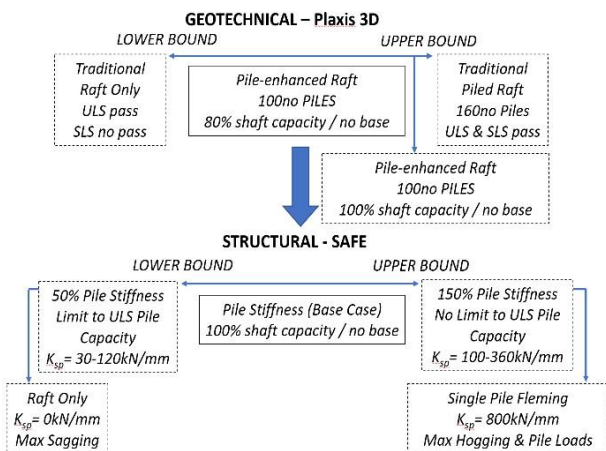 GEOTECHNICAL – Plaxis 3D
LOWER BOUND
UPPER BOUND
Traditional
Raft Only
ULS pass
SLS no pass
Pile-enhanced Raft
100no PILES
80% shaft capacity / no base
Traditional
Piled Raft
160no Piles
ULS & SLS pass
Pile-enhanced Raft
100no PILES
100% shaft capacity / no base
STRUCTURAL - SAFE
LOWER BOUND
UPPER BOUND
50% Pile Stiffness
Limit to ULS Pile
Capacity
Ksp= 30-120kN/mm
Pile Stiffness (Base Case)
100% shaft capacity / no base
150% Pile Stiffness
No Limit to ULS Pile
Capacity
Ksp= 100-360kN/mm
Raft Only
Ksp= 0kN/mm
Max Sagging
Single Pile Fleming
Ksp= 800kN/mm
Max Hogging & Pile Loads